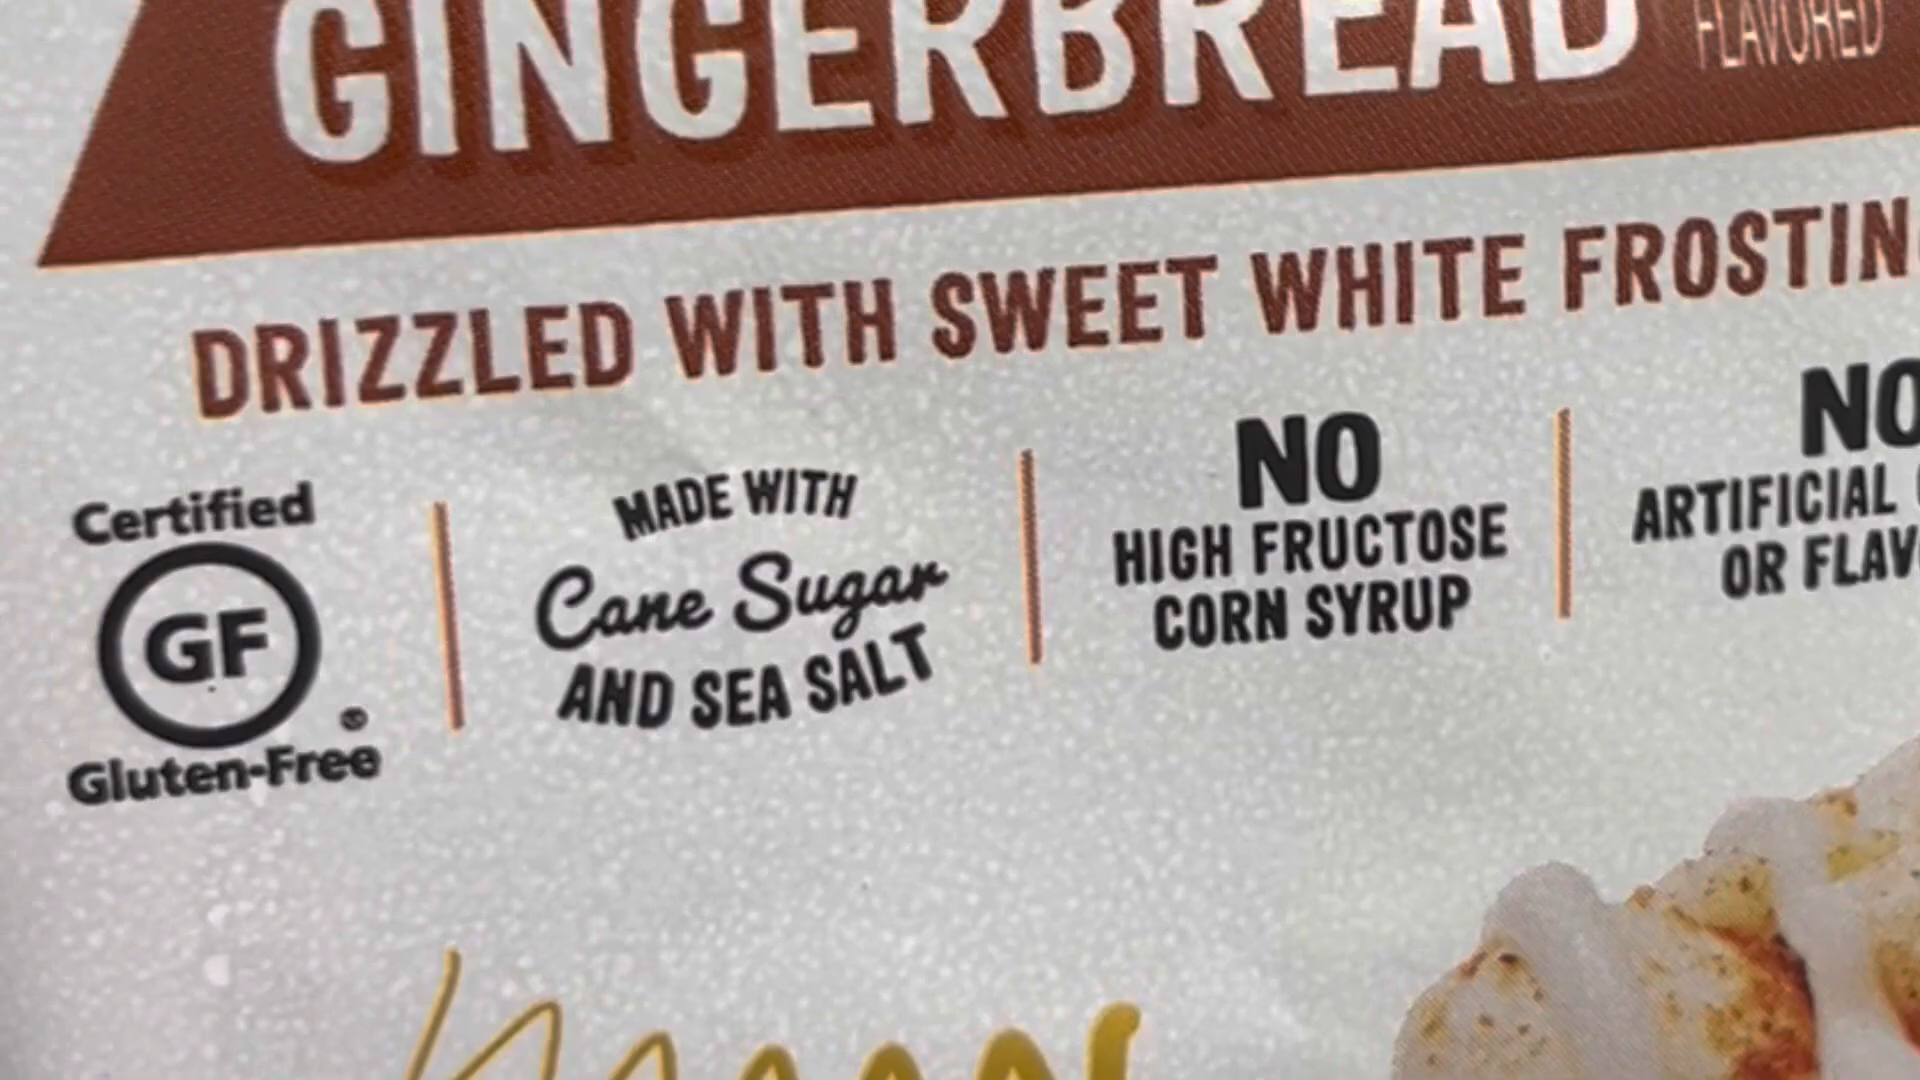 GINGERBREAD FLAVORED
DRIZZLED WITH SWEET WHITE
Certified
GF
®
Gluten-Free
MADE WITH
Cane Sugar
AND SEA SALT
NO
HIGH FRUCTOSE
CORN SYRUP
NO
ARTIFICIAL
OR